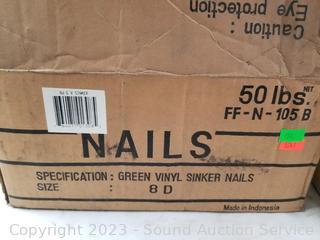 Caution :
Eye protection
50 lbs. NET
FF-N-105 B
NAILS
SPECIFICATION : GREEN VINYL SINKER NAILS
SIZE : 8 D
Made in Indonesia
Copyright 2023 - Sound Auction Service